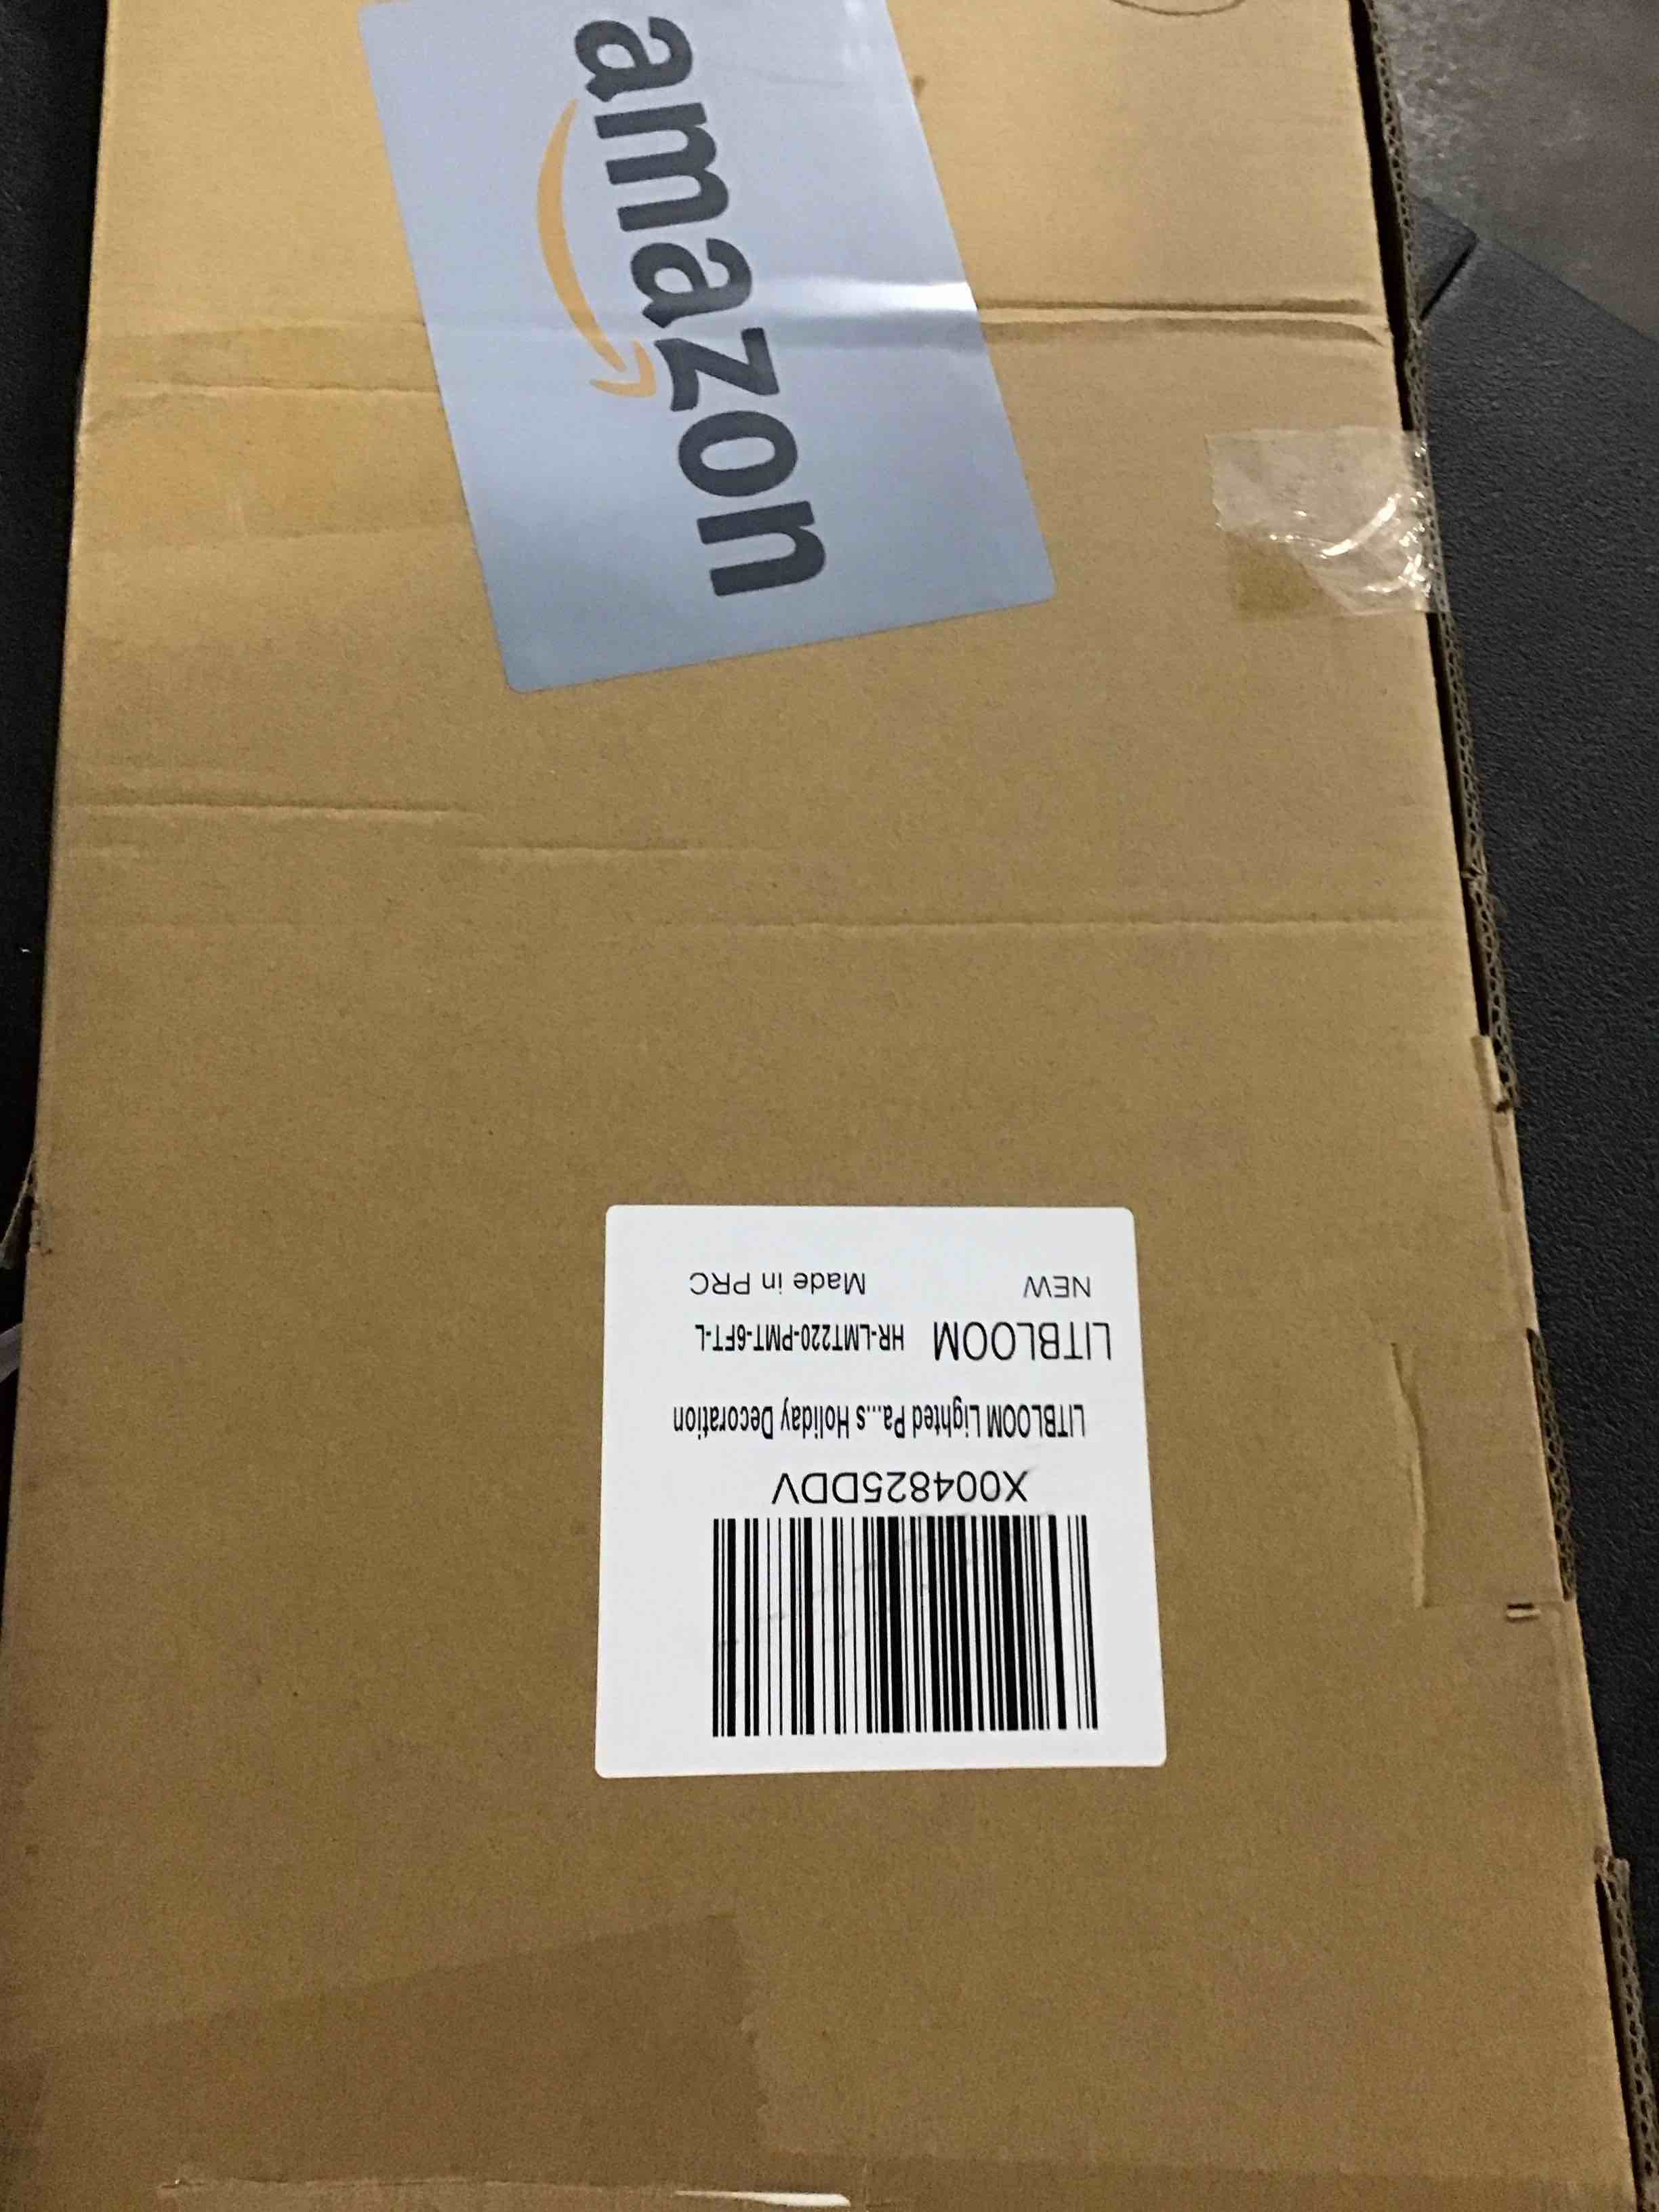 amazon
X004825DDV
LITBLOOM Lighted Pa...s Holiday Decoration
LITBLOOM HR-LMT220-PMT-6FT-L
NEW Made in PRC